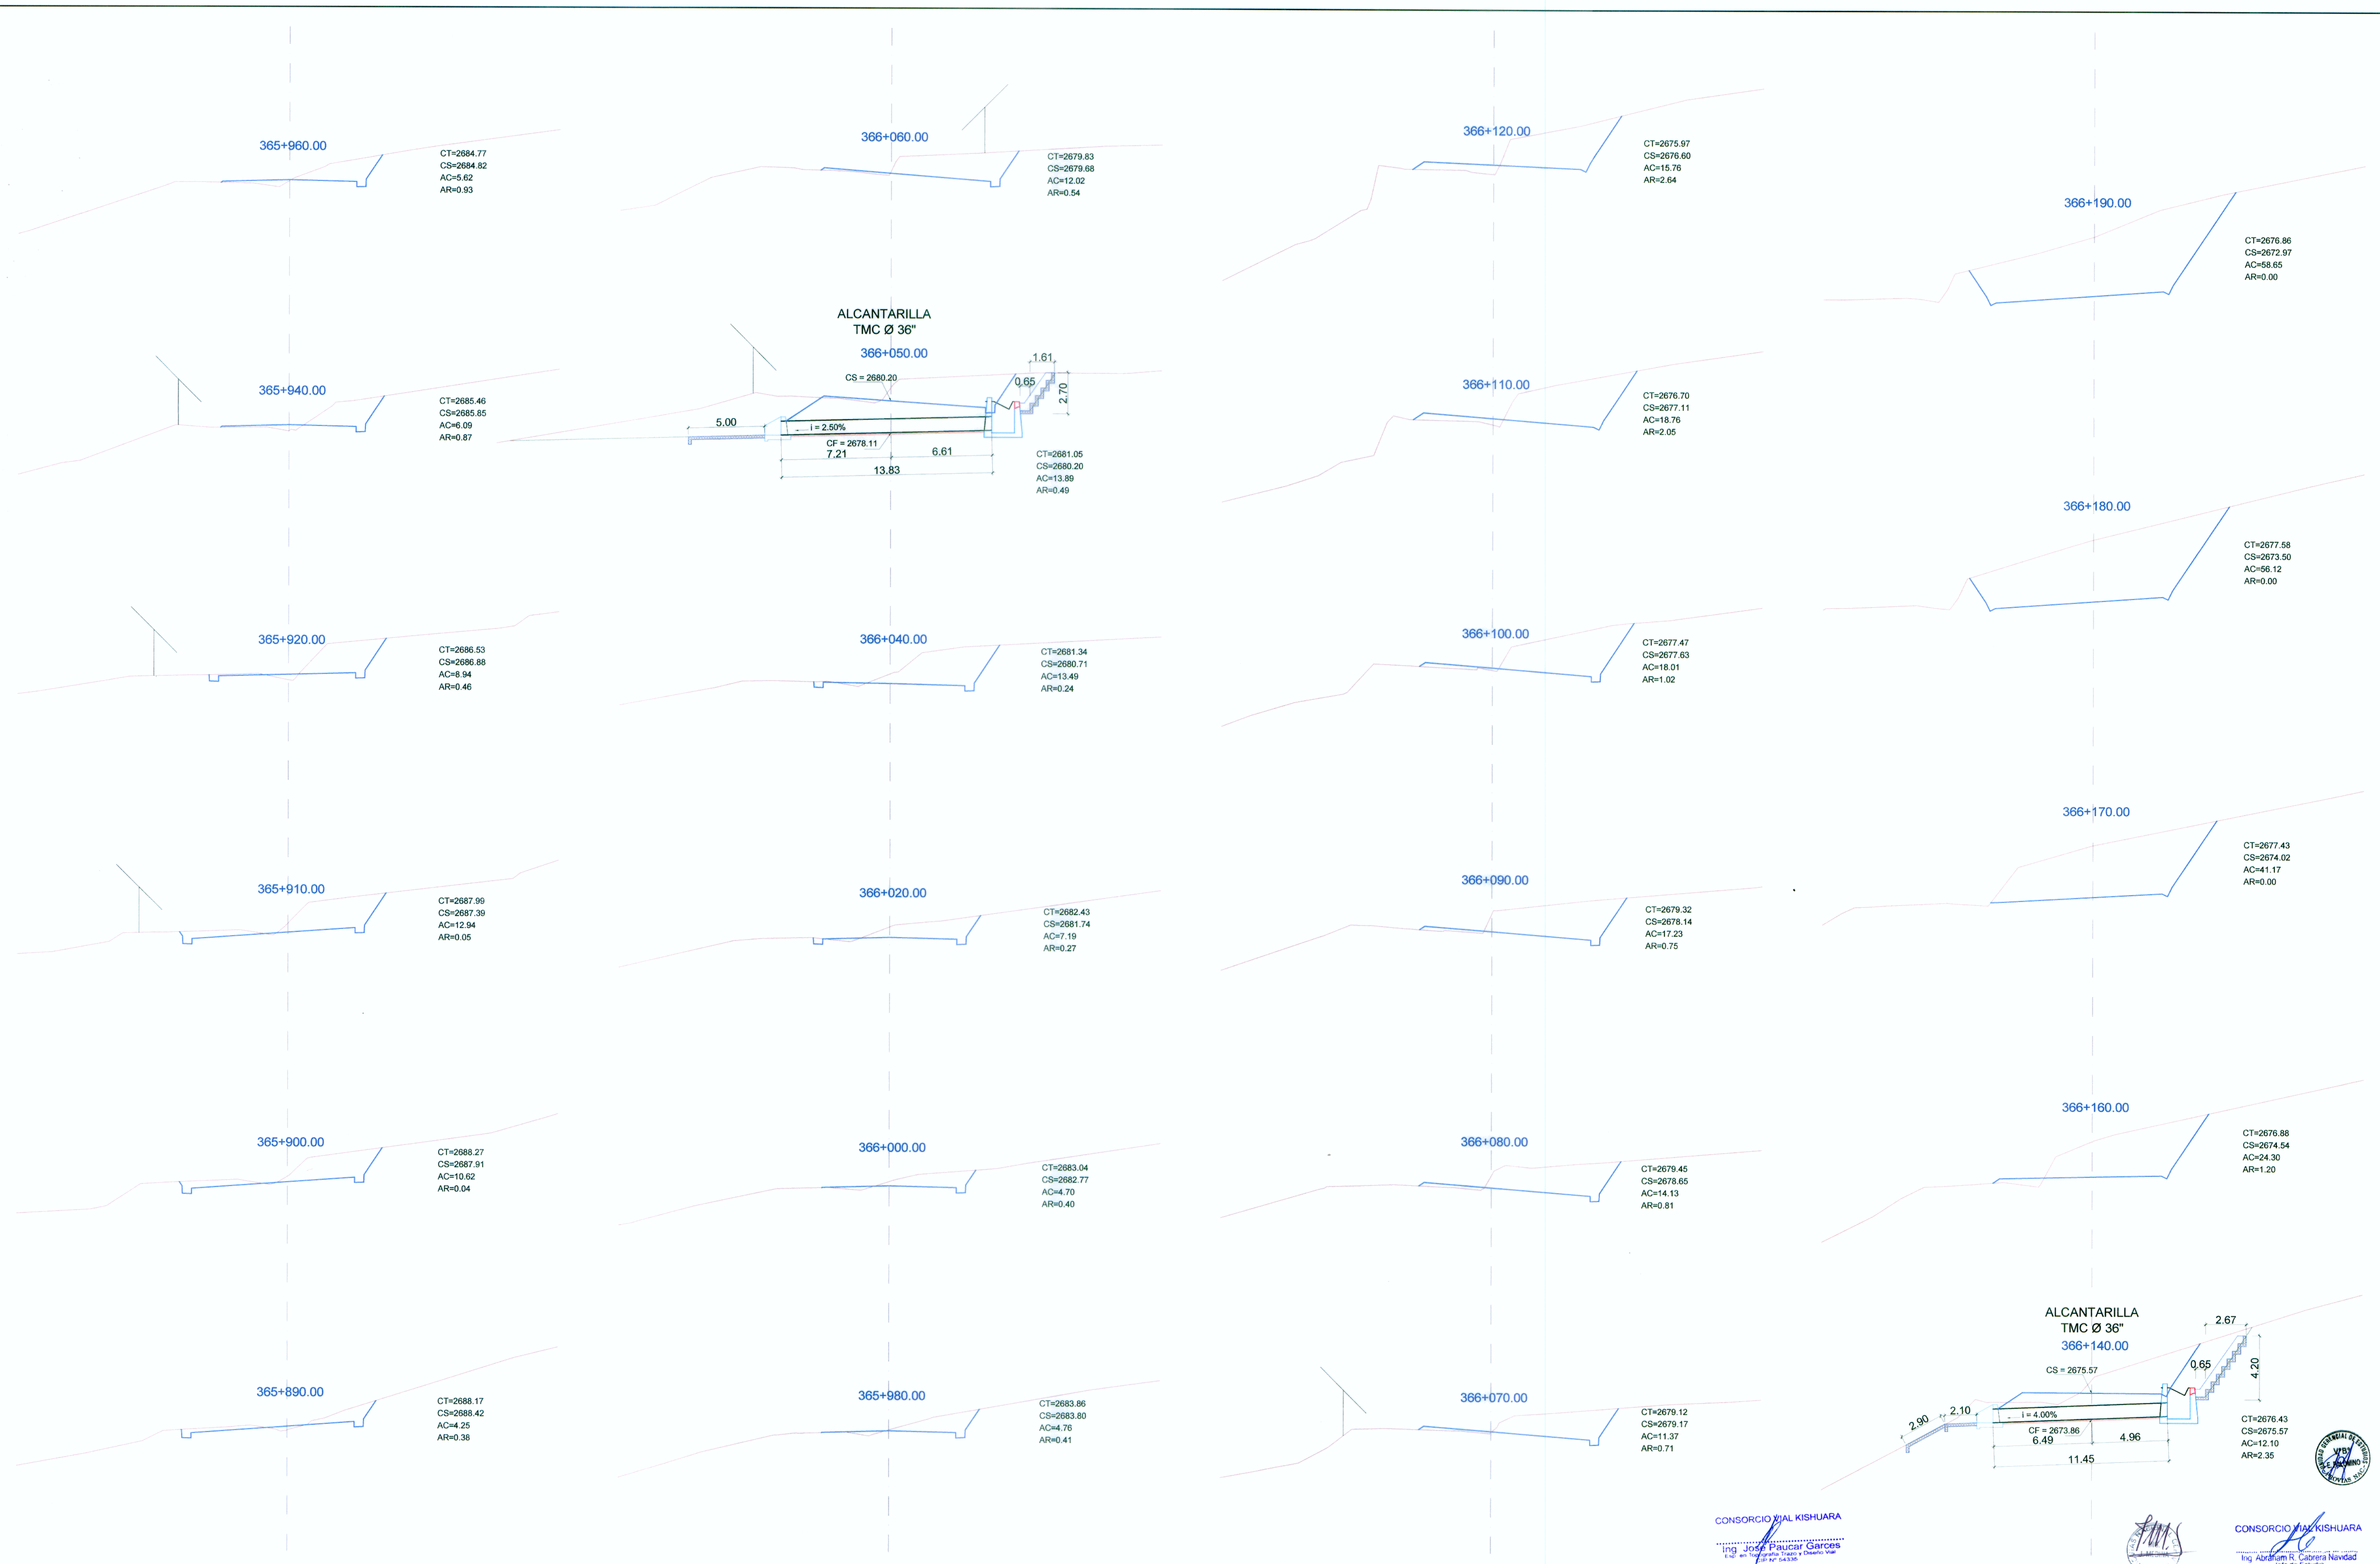 365+960.00
CT=2684.77
CS=2684.82
AC=5.62
AR=0.93
365+940.00
CT=2685.46
CS=2685.85
AC=6.09
AR=0.87
365+920.00
CT=2686.53
CS=2686.88
AC=8.94
AR=0.46
365+910.00
CT=2687.99
CS=2687.39
AC=12.94
AR=0.05
365+900.00
CT=2688.27
CS=2687.91
AC=10.62
AR=0.04
365+890.00
CT=2688.17
CS=2688.42
AC=4.25
AR=0.38
366+060.00
CT=2679.83
CS=2679.68
AC=12.02
AR=0.54
ALCANTARILLA
TMC Ø 36"
366+050.00
1.61
CS = 2680.20
0.65
2.70
5.00
i = 2.50%
CF = 2678.11
7.21
6.61
13.83
CT=2681.05
CS=2680.20
AC=13.89
AR=0.49
366+040.00
CT=2681.34
CS=2680.71
AC=13.49
AR=0.24
366+020.00
CT=2682.43
CS=2681.74
AC=7.19
AR=0.27
366+000.00
CT=2683.04
CS=2682.77
AC=4.70
AR=0.40
365+980.00
CT=2683.86
CS=2683.80
AC=4.76
AR=0.41
366+120.00
CT=2675.97
CS=2676.60
AC=15.76
AR=2.64
366+110.00
CT=2676.70
CS=2677.11
AC=18.76
AR=2.05
366+100.00
CT=2677.47
CS=2677.63
AC=18.01
AR=1.02
366+090.00
CT=2679.32
CS=2678.14
AC=17.23
AR=0.75
366+080.00
CT=2679.45
CS=2678.65
AC=14.13
AR=0.81
366+070.00
CT=2679.12
CS=2679.17
AC=11.37
AR=0.71
366+190.00
CT=2676.86
CS=2672.97
AC=58.65
AR=0.00
366+180.00
CT=2677.58
CS=2673.50
AC=56.12
AR=0.00
366+170.00
CT=2677.43
CS=2674.02
AC=41.17
AR=0.00
366+160.00
CT=2676.88
CS=2674.54
AC=24.30
AR=1.20
ALCANTARILLA
TMC Ø 36"
366+140.00
2.67
CS = 2675.57
0.65
4.20
2.90
2.10
i = 4.00%
CF = 2673.86
6.49
4.96
11.45
CT=2676.43
CS=2675.57
AC=12.10
AR=2.35
CONSORCIO VIAL KISHUARA
Ing. José Paucar Garces
Esp. en Topografía Trazo y Diseño Vial
CIP N° 54335
UNIDAD GERENCIAL DE ESTUDIOS
V°B°
PROVIAS NAC
CONSORCIO VIAL KISHUARA
Ing. Abraham R. Cabrera Navidad